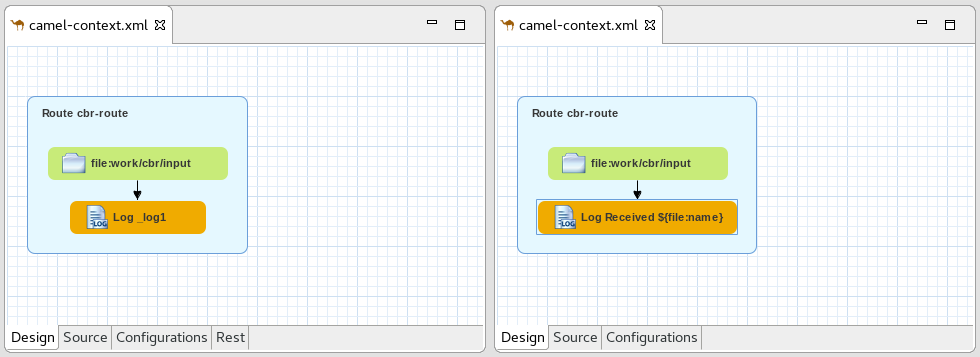 camel-context.xml
Route cbr-route
file:work/cbr/input
LOG Log _log1
Design Source Configurations Rest
camel-context.xml
Route cbr-route
file:work/cbr/input
LOG Log Received ${file:name}
Design Source Configurations